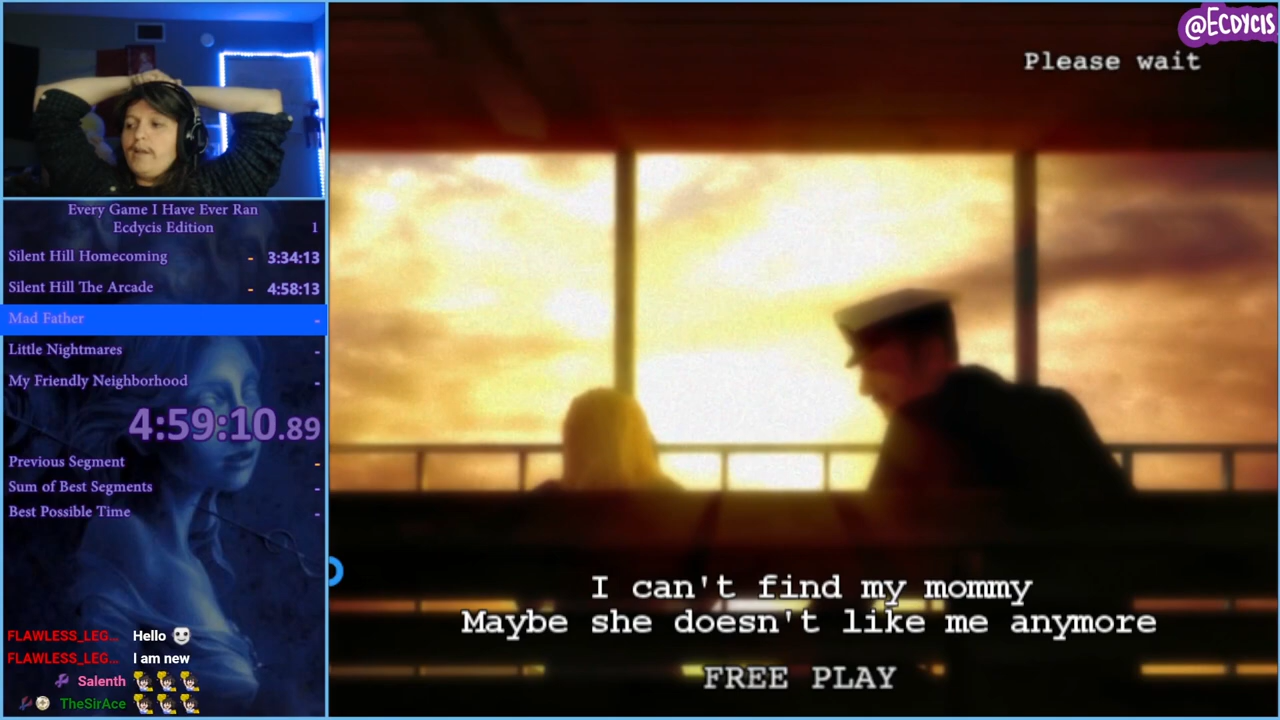 @ECDYCIS
Please wait
Every Game I Have Ever Ran
Ecdycis Edition 1
Silent Hill Homecoming - 3:34:13
Silent Hill The Arcade - 4:58:13
Mad Father -
Little Nightmares -
My Friendly Neighborhood -
4:59:10.89
Previous Segment -
Sum of Best Segments -
Best Possible Time -
FLAWLESS_LEG... Hello
FLAWLESS_LEG... I am new
Salenth
TheSirAce
I can't find my mommy
Maybe she doesn't like me anymore
FREE PLAY